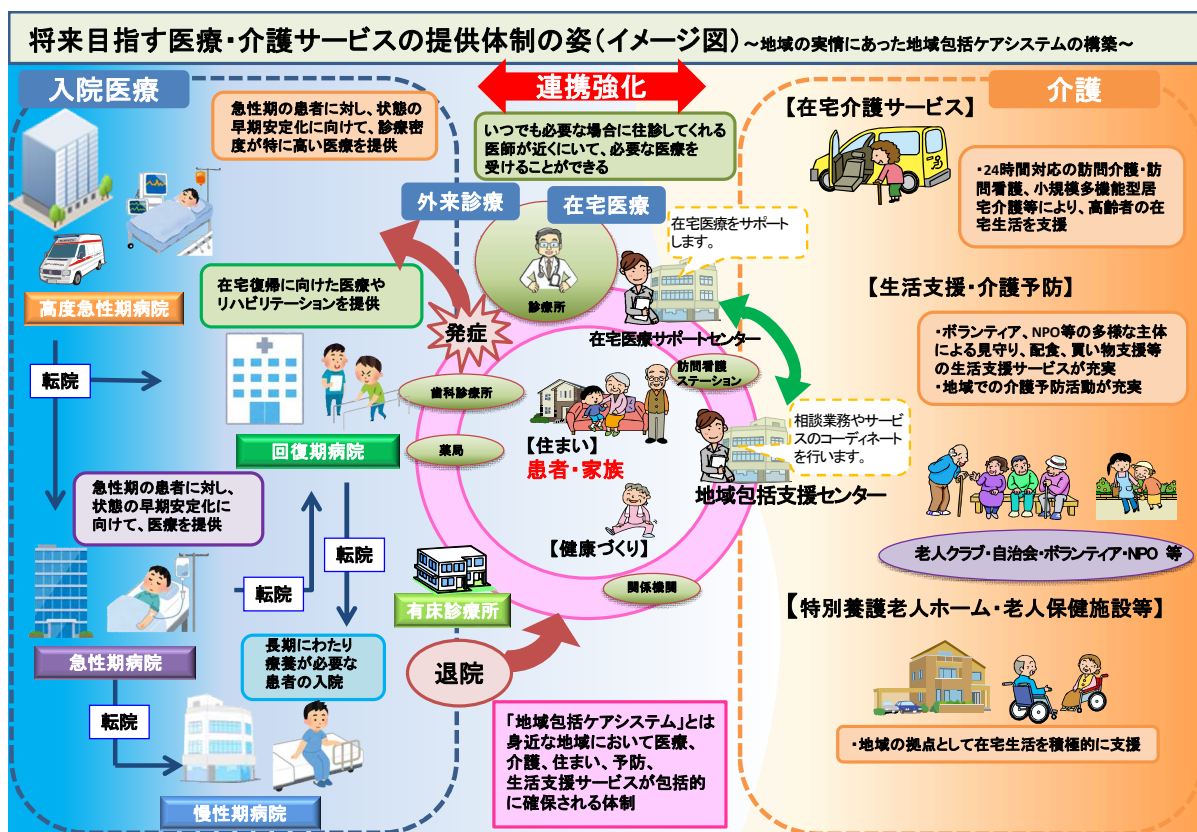 将来目指す医療・介護サービスの提供体制の姿(イメージ図) ～地域の実情にあった地域包括ケアシステムの構築～
入院医療
急性期の患者に対し、状態の
早期安定化に向けて、診療密
度が特に高い医療を提供
連携強化
いつでも必要な場合に往診してくれる
医師が近くにいて、必要な医療を
受けることができる
外来診療
在宅医療
在宅医療をサポート
します。
診療所
在宅医療サポートセンター
高度急性期病院
在宅復帰に向けた医療や
リハビリテーションを提供
発症
転院
回復期病院
歯科診療所
薬局
訪問看護
ステーション
【住まい】
患者・家族
相談業務やサービ
スのコーディネート
を行います。
地域包括支援センター
【健康づくり】
関係機関
有床診療所
急性期の患者に対し、
状態の早期安定化に
向けて、医療を提供
転院
転院
急性期病院
長期にわたり
療養が必要な
患者の入院
転院
慢性期病院
退院
「地域包括ケアシステム」とは
身近な地域において医療、
介護、住まい、予防、
生活支援サービスが包括的
に確保される体制
介護
【在宅介護サービス】
・24時間対応の訪問介護・訪
問看護、小規模多機能型居
宅介護等により、高齢者の在
宅生活を支援
【生活支援・介護予防】
・ボランティア、NPO等の多様な主体
による見守り、配食、買い物支援等
の生活支援サービスが充実
・地域での介護予防活動が充実
老人クラブ・自治会・ボランティア・NPO 等
【特別養護老人ホーム・老人保健施設等】
・地域の拠点として在宅生活を積極的に支援